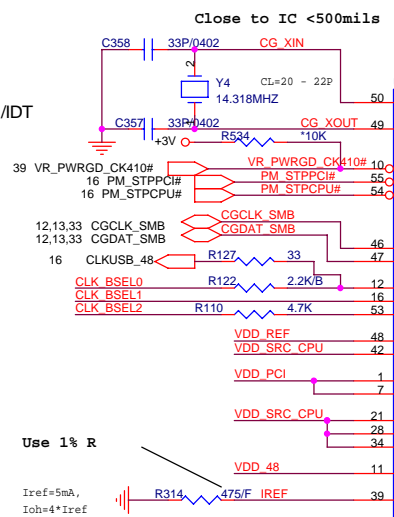 Close to IC <500mils
C358 33P/0402 CG_XIN
2
Y4 CL=20 - 22P
14.318MHZ
50
/IDT
C357 33P/0402 CG_XOUT 49
+3V R534 *10K
39 VR_PWRGD_CK410# VR_PWRGD_CK410# 10
16 PM_STPPCI# PM_STPPCI# 55
16 PM_STPCPU# PM_STPCPU# 54
12,13,33 CGCLK_SMB CGCLK_SMB 46
12,13,33 CGDAT_SMB CGDAT_SMB 47
16 CLKUSB_48 R127 33
CLK_BSEL0 R122 2.2K/B 12
CLK_BSEL1 16
CLK_BSEL2 R110 4.7K 53
VDD_REF 48
VDD_SRC_CPU 42
VDD_PCI 1
7
VDD_SRC_CPU 21
28
34
Use 1% R
VDD_48 11
Iref=5mA, R314 475/F IREF 39
Ioh=4*Iref